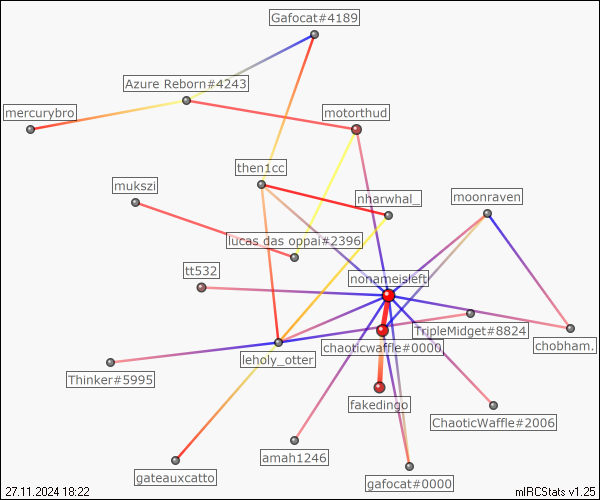 Gafocat#4189
Azure Reborn#4243
mercurybro
motorthud
then1cc
mukszi
nharwhal_
moonraven
lucas das oppai#2396
tt532
nonameisleft
TripleMidget#8824
chaoticwaffle#0000
chobham.
leholy_otter
Thinker#5995
fakedingo
ChaoticWaffle#2006
amah1246
gateauxcatto
gafocat#0000
27.11.2024 18:22
mIRCStats v1.25